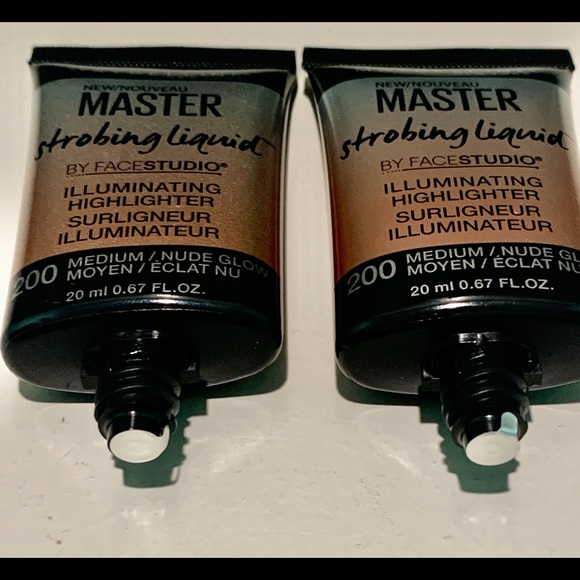 NEW/NOUVEAU
MASTER
strobing liquid
BY FACESTUDIO®
ILLUMINATING
HIGHLIGHTER
SURLIGNEUR
ILLUMINATEUR
200 MEDIUM / NUDE GLOW
MOYEN / ÉCLAT NU
20 ml 0.67 FL.OZ.
NEW/NOUVEAU
MASTER
strobing liquid
BY FACESTUDIO®
ILLUMINATING
HIGHLIGHTER
SURLIGNEUR
ILLUMINATEUR
200 MEDIUM / NUDE GL
MOYEN / ÉCLAT N
20 ml 0.67 FL.OZ.